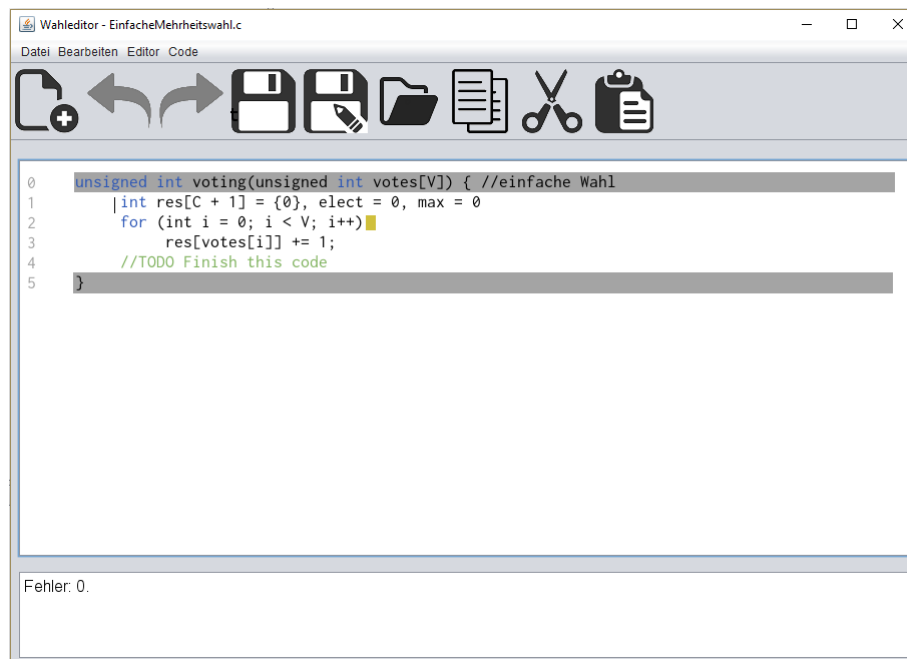 Wahleditor - EinfacheMehrheitswahl.c
Datei Bearbeiten Editor Code
t
0 unsigned int voting(unsigned int votes[V]) { //einfache Wahl
1 int res[C + 1] = {0}, elect = 0, max = 0
2 for (int i = 0; i < V; i++)
3 res[votes[i]] += 1;
4 //TODO Finish this code
5 }
Fehler: 0.